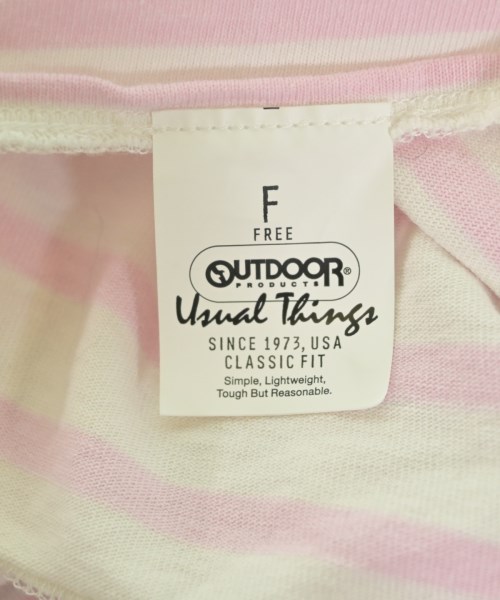 F
FREE
OUTDOOR®
PRODUCTS
Usual Things
SINCE 1973, USA
CLASSIC FIT
Simple, Lightweight,
Tough But Reasonable.